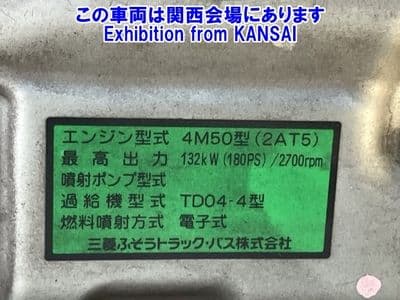 この車両は関西会場にあります
Exhibition from KANSAI
エンジン型式 4M50型(2AT5)
最高出力 132kW(180PS)/2700rpm
噴射ポンプ型式
過給機型式 TD04-4型
燃料噴射方式 電子式
三菱ふそうトラック・バス株式会社